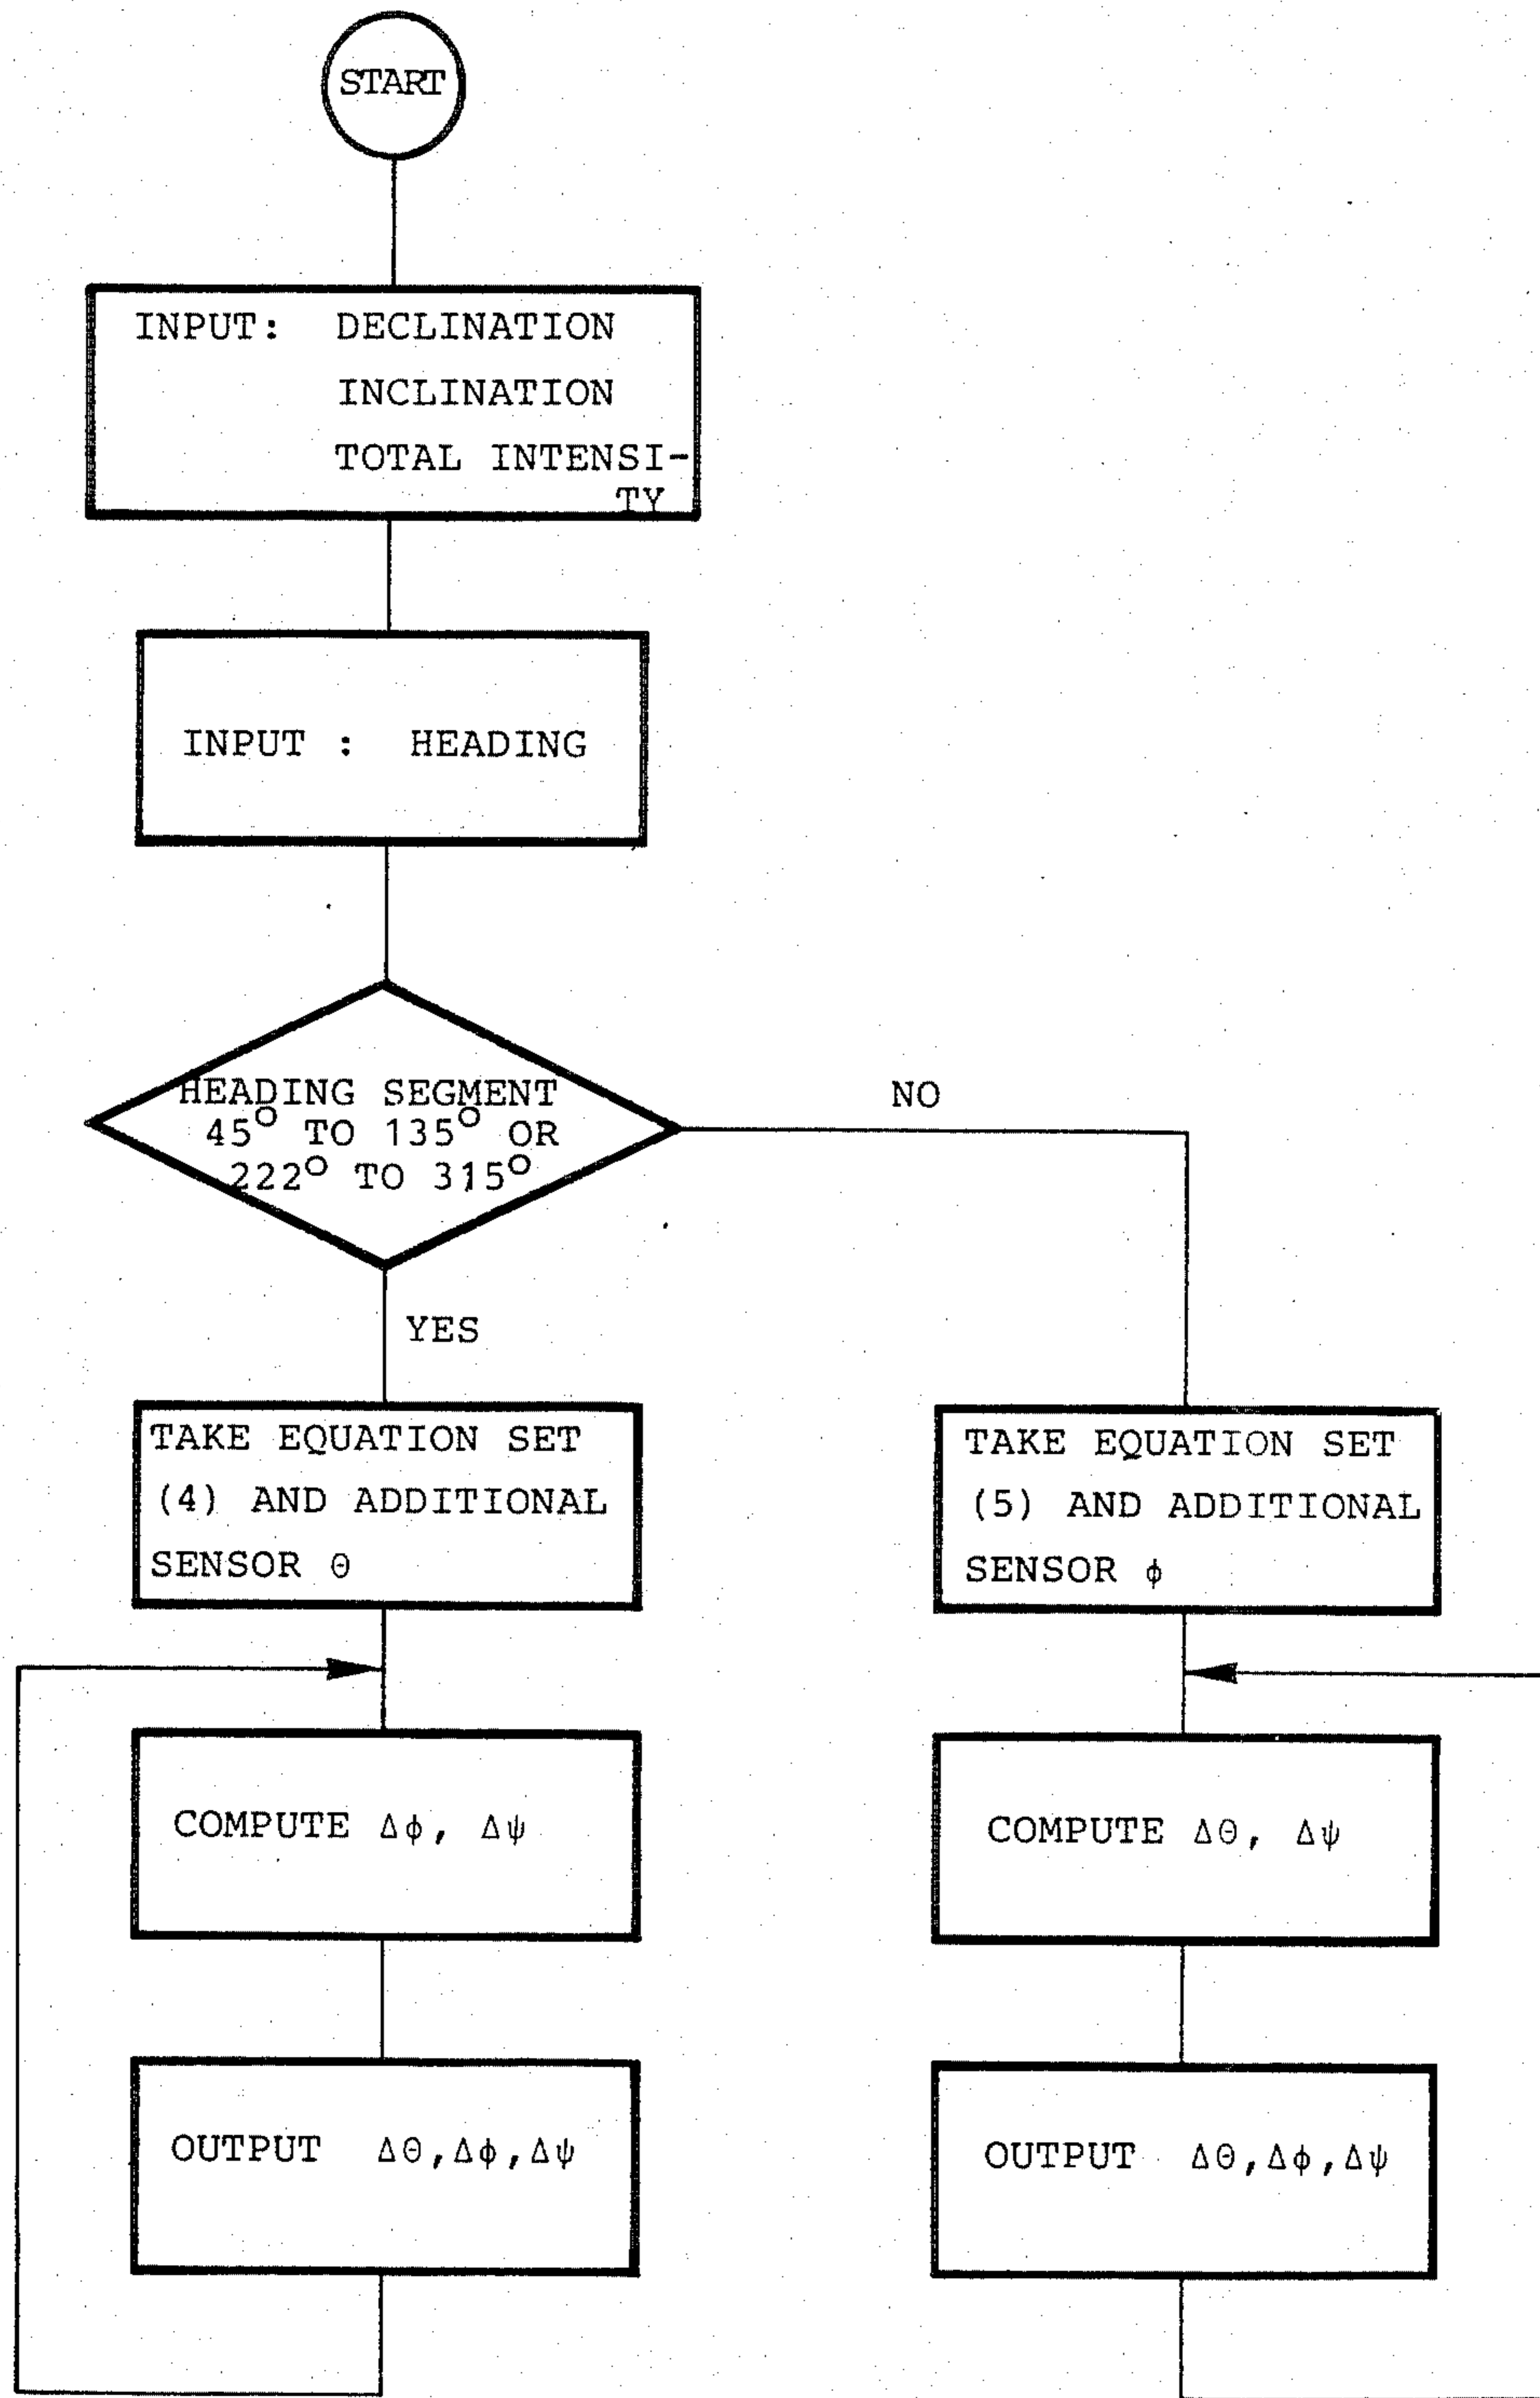 START
INPUT: DECLINATION
INCLINATION
TOTAL INTENSI-
TY
INPUT : HEADING
HEADING SEGMENT
45° TO 135° OR
222° TO 315°
NO
YES
TAKE EQUATION SET
(4) AND ADDITIONAL
SENSOR Θ
TAKE EQUATION SET
(5) AND ADDITIONAL
SENSOR ϕ
COMPUTE Δϕ, Δψ
COMPUTE ΔΘ, Δψ
OUTPUT ΔΘ,Δϕ,Δψ
OUTPUT ΔΘ,Δϕ,Δψ